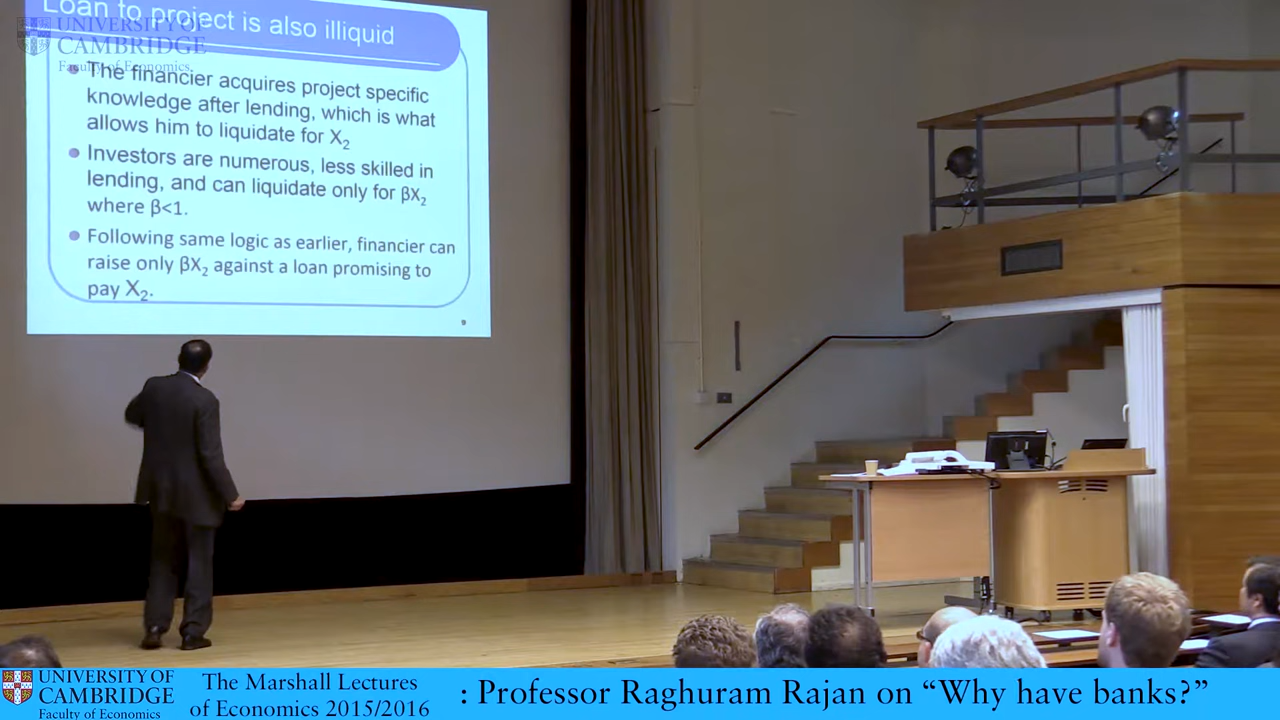 Loan to project is also illiquid
UNIVERSITY OF
CAMBRIDGE
Faculty of Economics
The financier acquires project specific
knowledge after lending, which is what
allows him to liquidate for X₂
Investors are numerous, less skilled in
lending, and can liquidate only for βX₂
where β<1.
Following same logic as earlier, financier can
raise only βX₂ against a loan promising to
pay X₂.
9
UNIVERSITY OF
CAMBRIDGE
Faculty of Economics
The Marshall Lectures
of Economics 2015/2016
: Professor Raghuram Rajan on “Why have banks?”